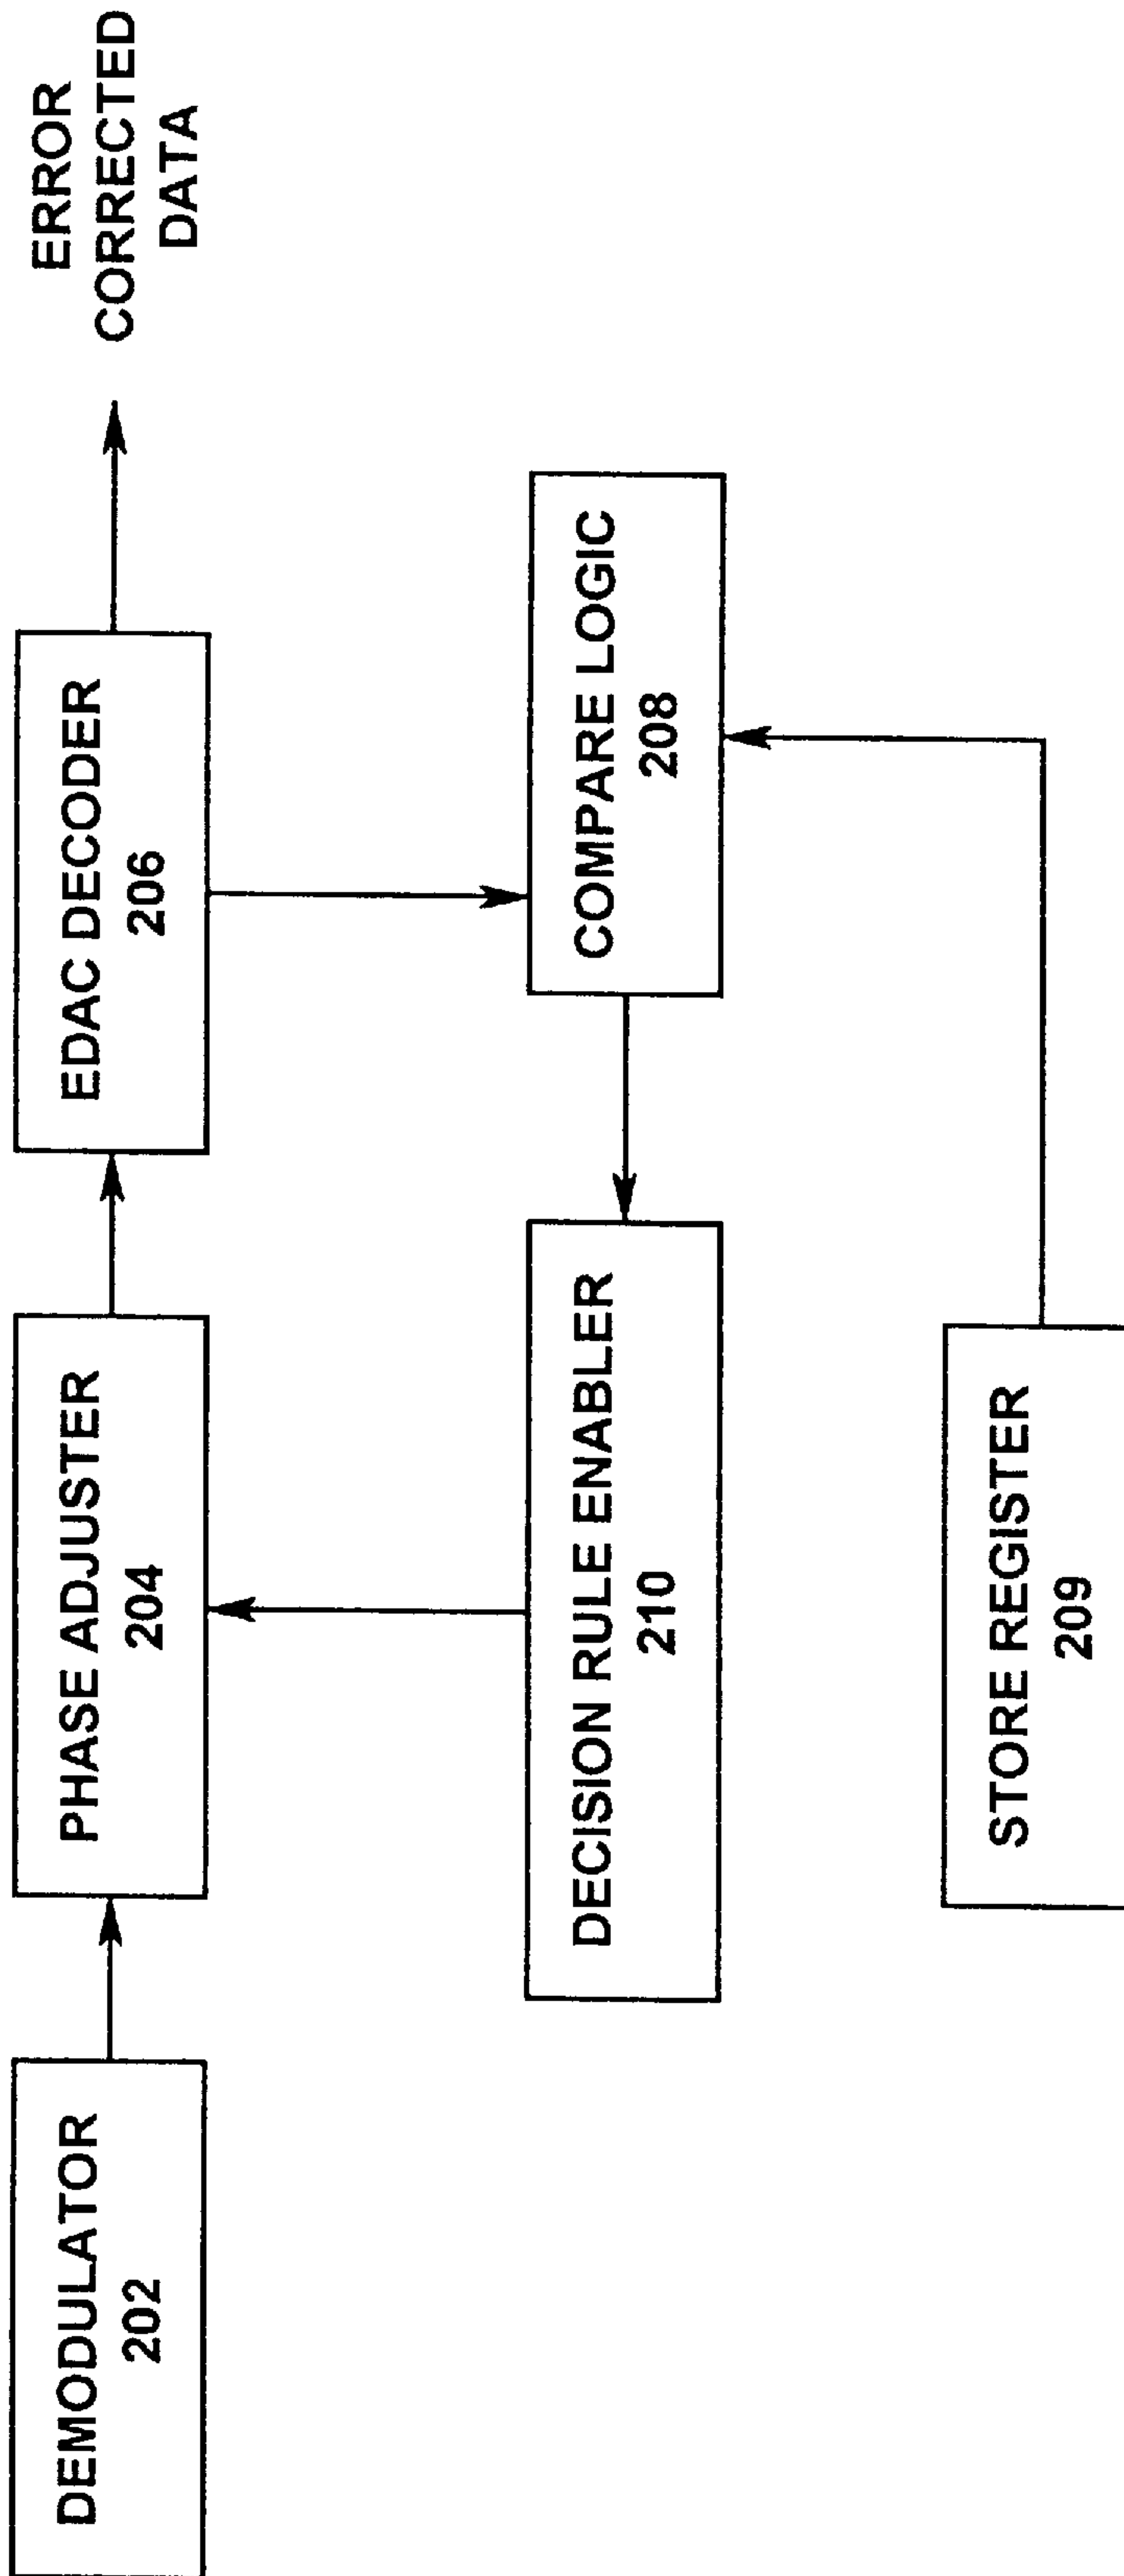 DEMODULATOR
202
PHASE ADJUSTER
204
EDAC DECODER
206
ERROR
CORRECTED
DATA
DECISION RULE ENABLER
210
COMPARE LOGIC
208
STORE REGISTER
209